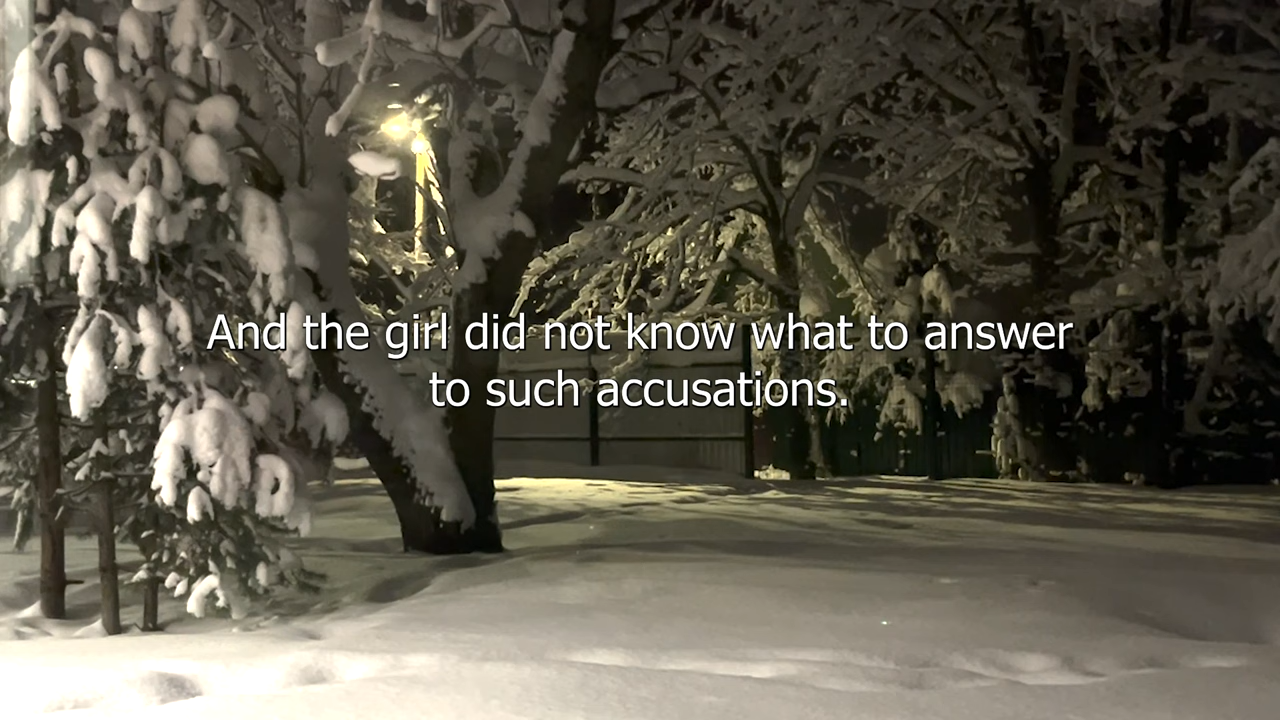 And the girl did not know what to answer
to such accusations.